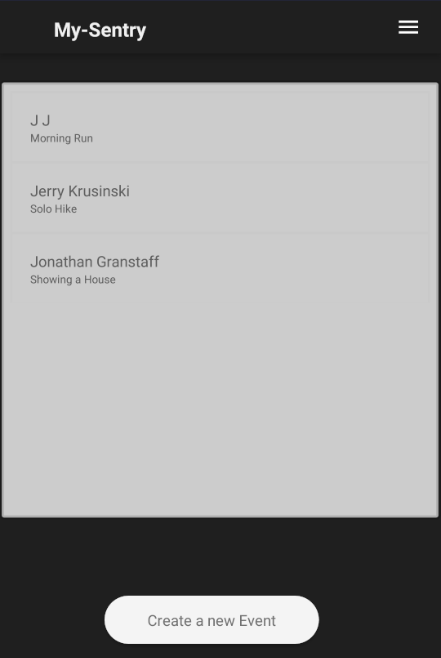 My-Sentry
J J
Morning Run
Jerry Krusinski
Solo Hike
Jonathan Granstaff
Showing a House
Create a new Event